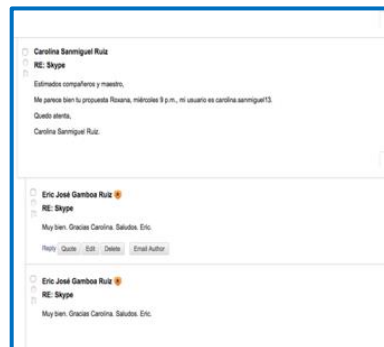 Carolina Sanmiguel Ruiz
RE: Skype
Estimados compañeros y maestro,
Me parece bien tu propuesta Roxana, miércoles 9 p.m., mi usuario es carolina.sanmiguel13.
Quedo atenta,
Carolina Sanmiguel Ruiz.
Eric José Gamboa Ruiz
RE: Skype
Muy bien. Gracias Carolina. Saludos. Eric.
Reply Quote Edit Delete Email Author
Eric José Gamboa Ruiz
RE: Skype
Muy bien. Gracias Carolina. Saludos. Eric.